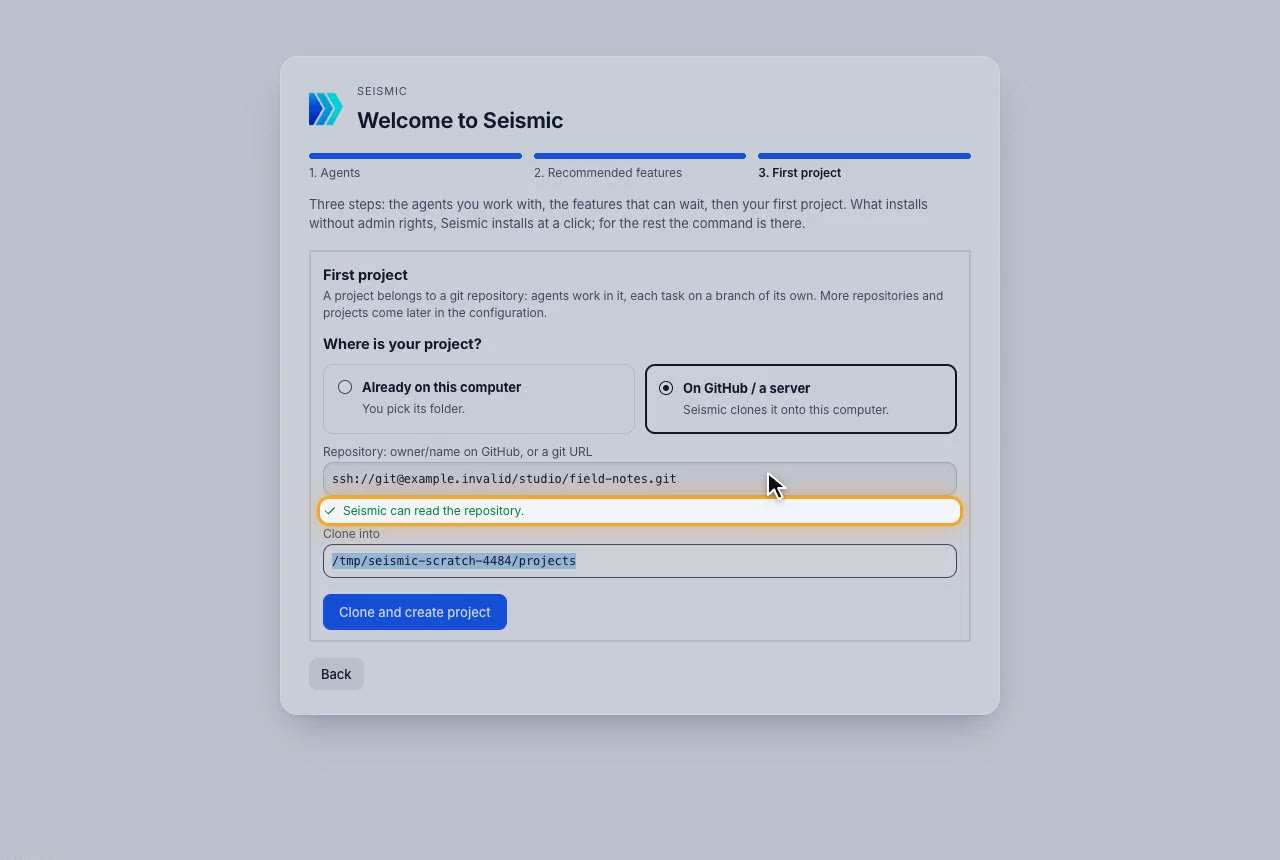 SEISMIC
Welcome to Seismic
1. Agents
2. Recommended features
3. First project
Three steps: the agents you work with, the features that can wait, then your first project. What installs
without admin rights, Seismic installs at a click; for the rest the command is there.
First project
A project belongs to a git repository: agents work in it, each task on a branch of its own. More repositories and
projects come later in the configuration.
Where is your project?
Already on this computer
You pick its folder.
On GitHub / a server
Seismic clones it onto this computer.
Repository: owner/name on GitHub, or a git URL
ssh://git@example.invalid/studio/field-notes.git
Seismic can read the repository.
Clone into
/tmp/seismic-scratch-4484/projects
Clone and create project
Back